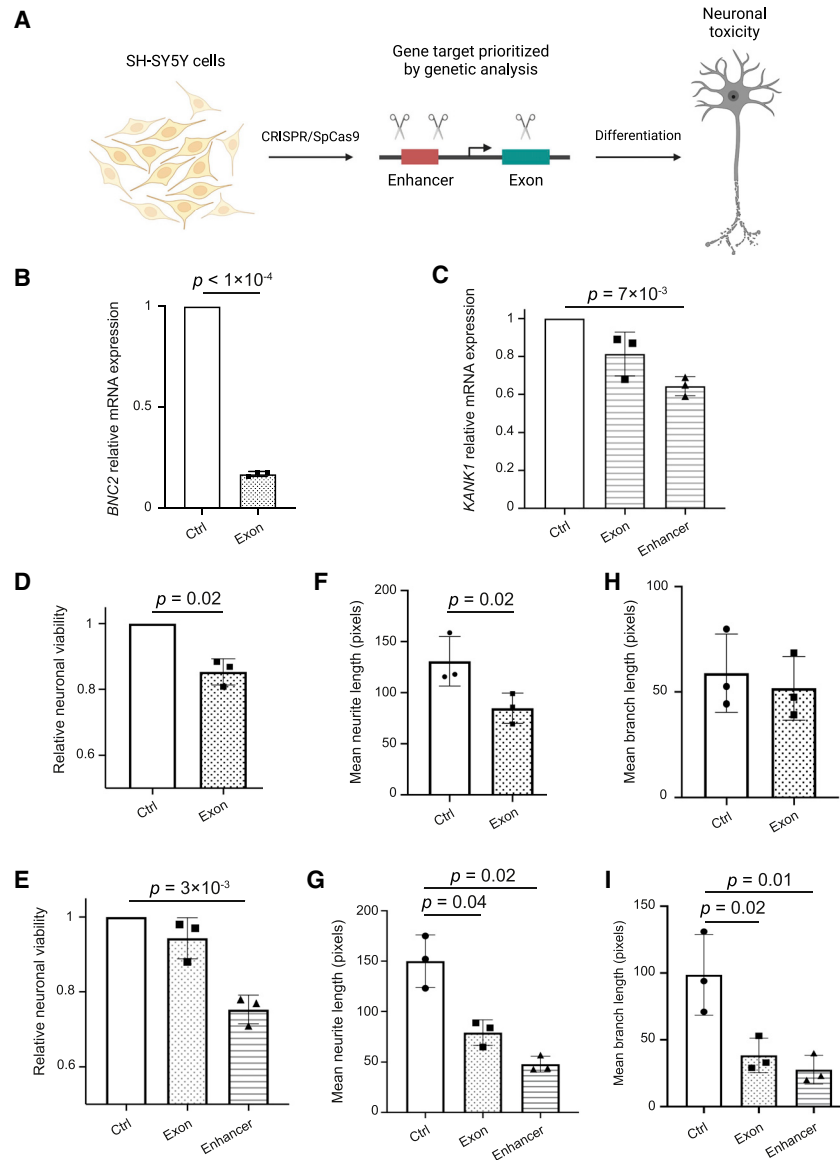 A
SH-SY5Y cells
CRISPR/SpCas9
Gene target prioritized
by genetic analysis
Enhancer
Exon
Differentiation
Neuronal
toxicity
B
BNC2 relative mRNA expression
p < 1×10⁻⁴
1
0.5
0
Ctrl
Exon
C
KANK1 relative mRNA expression
p = 7×10⁻³
1
0.8
0.6
0.4
0.2
0
Ctrl
Exon
Enhancer
D
Relative neuronal viability
p = 0.02
1
0.8
0.6
Ctrl
Exon
F
Mean neurite length (pixels)
p = 0.02
200
150
100
50
0
Ctrl
Exon
H
Mean branch length (pixels)
100
50
0
Ctrl
Exon
E
Relative neuronal viability
p = 3×10⁻³
1
0.8
0.6
Ctrl
Exon
Enhancer
G
Mean neurite length (pixels)
p = 0.02
p = 0.04
200
150
100
50
0
Ctrl
Exon
Enhancer
I
Mean branch length (pixels)
p = 0.01
p = 0.02
150
100
50
0
Ctrl
Exon
Enhancer